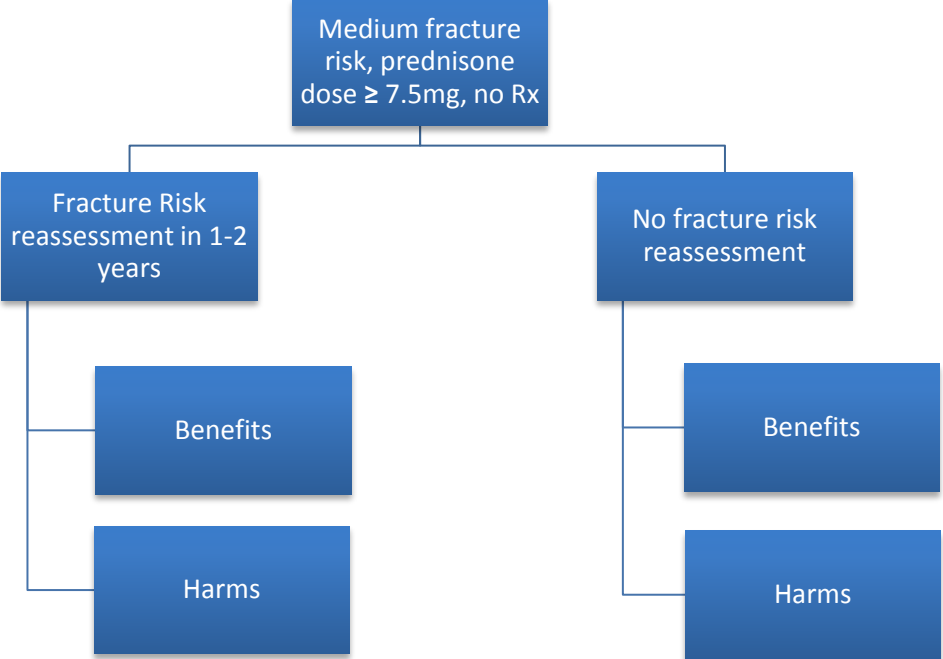 Medium fracture
risk, prednisone
dose ≥ 7.5mg, no Rx
Fracture Risk
reassessment in 1-2
years
No fracture risk
reassessment
Benefits
Harms
Benefits
Harms